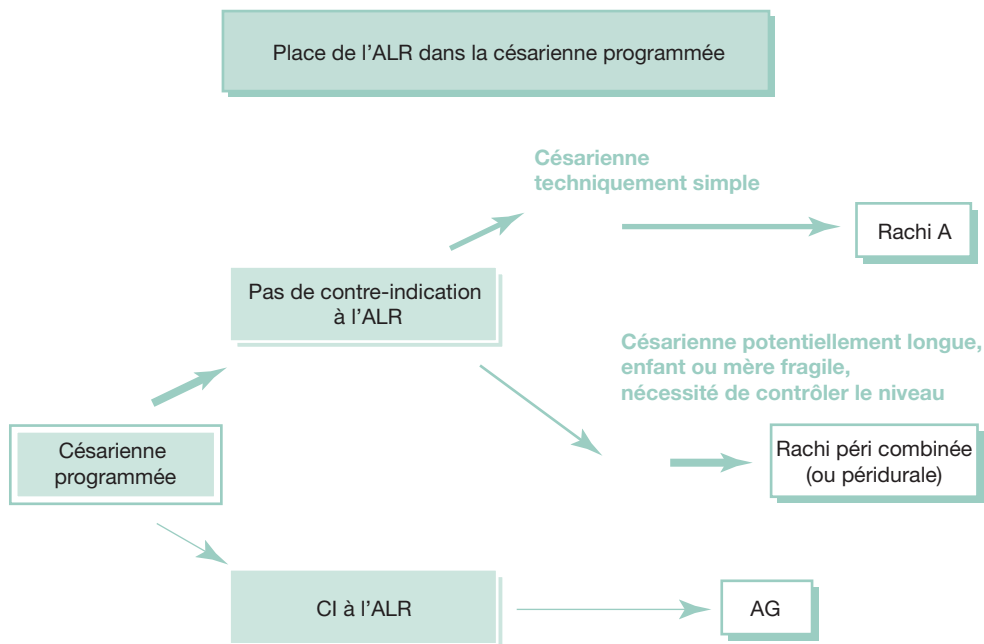 Place de l'ALR dans la césarienne programmée
Césarienne
techniquement simple
Rachi A
Pas de contre-indication
à l'ALR
Césarienne potentiellement longue,
enfant ou mère fragile,
nécessité de contrôler le niveau
Césarienne
programmée
Rachi péri combinée
(ou péridurale)
CI à l'ALR
AG